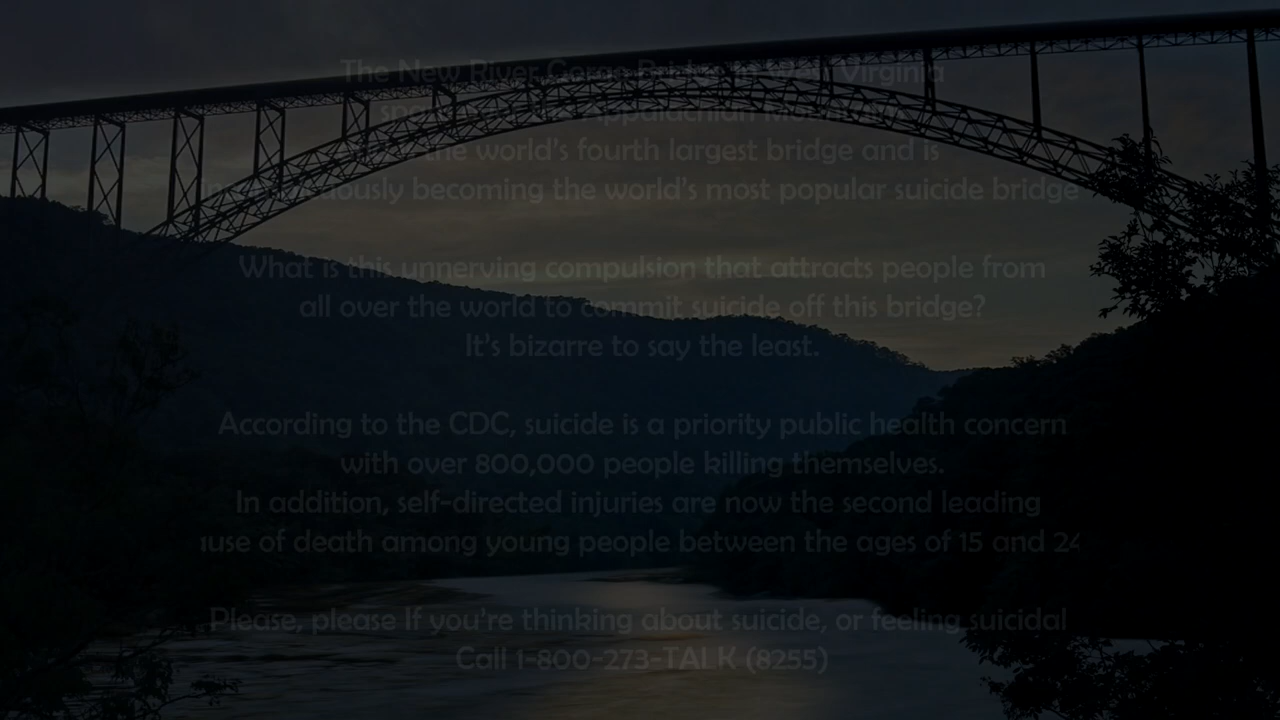 The New River Gorge Bridge in West Virginia
Appalachian
the world's fourth largest bridge and is
becoming the world's most popular suicide bridge
What is this unnerving compulsion that attracts people from
all over the world to commit suicide off this bridge?
It's bizarre to say the least.
According to the CDC, suicide is a priority public health concern
with over 800,000 people killing themselves.
In addition, self-directed injuries are now the second leading
of death among young people between the ages of 15 and 24
Please, please If you're thinking about suicide, or feeling suicidal
Call 1-800-273-TALK (8255)